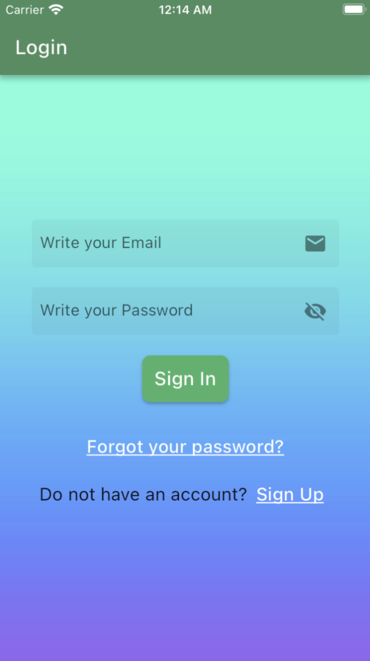 Carrier 12:14 AM
Login
Write your Email
Write your Password
Sign In
Forgot your password?
Do not have an account? Sign Up